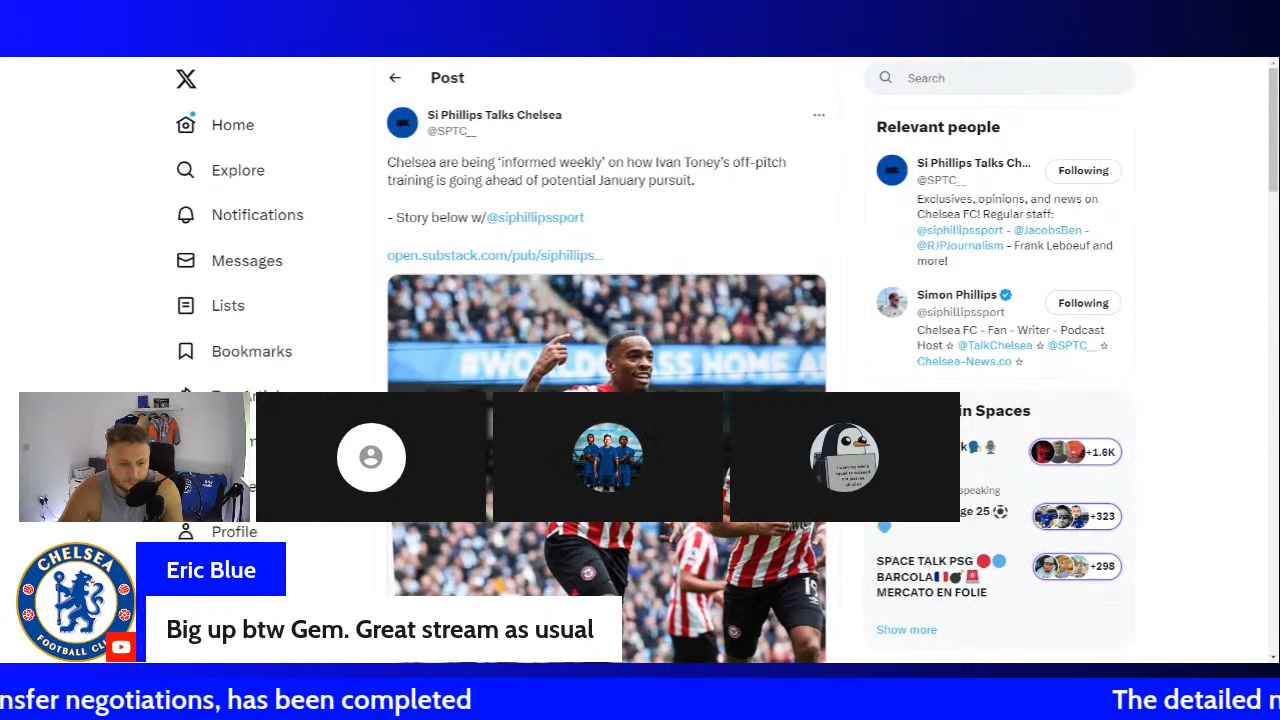 Post
Search
Home
Explore
Notifications
Messages
Lists
Bookmarks
Profile
Si Phillips Talks Chelsea
@SPTC__
Chelsea are being ‘informed weekly’ on how Ivan Toney’s off-pitch
training is going ahead of potential January pursuit.
- Story below w/@siphillipssport
open.substack.com/pub/siphillips...
#WORLDCLASS HOME A
Relevant people
Si Phillips Talks Ch...
@SPTC__
Following
Exclusives, opinions, and news on
Chelsea FC! Regular staff:
@siphillipssport - @JacobsBen -
@RJPJournalism - Frank Leboeuf and
more!
Simon Phillips
@siphillipssport
Following
Chelsea FC - Fan - Writer - Podcast
Host ☆ @TalkChelsea ☆ @SPTC__ ☆
Chelsea-News.co ☆
in Spaces
+1.6K
speaking
ge 25
+323
SPACE TALK PSG
BARCOLA
MERCATO EN FOLIE
+298
Show more
CHELSEA
FOOTBALL CLU
Eric Blue
Big up btw Gem. Great stream as usual
nsfer negotiations, has been completed
The detailed